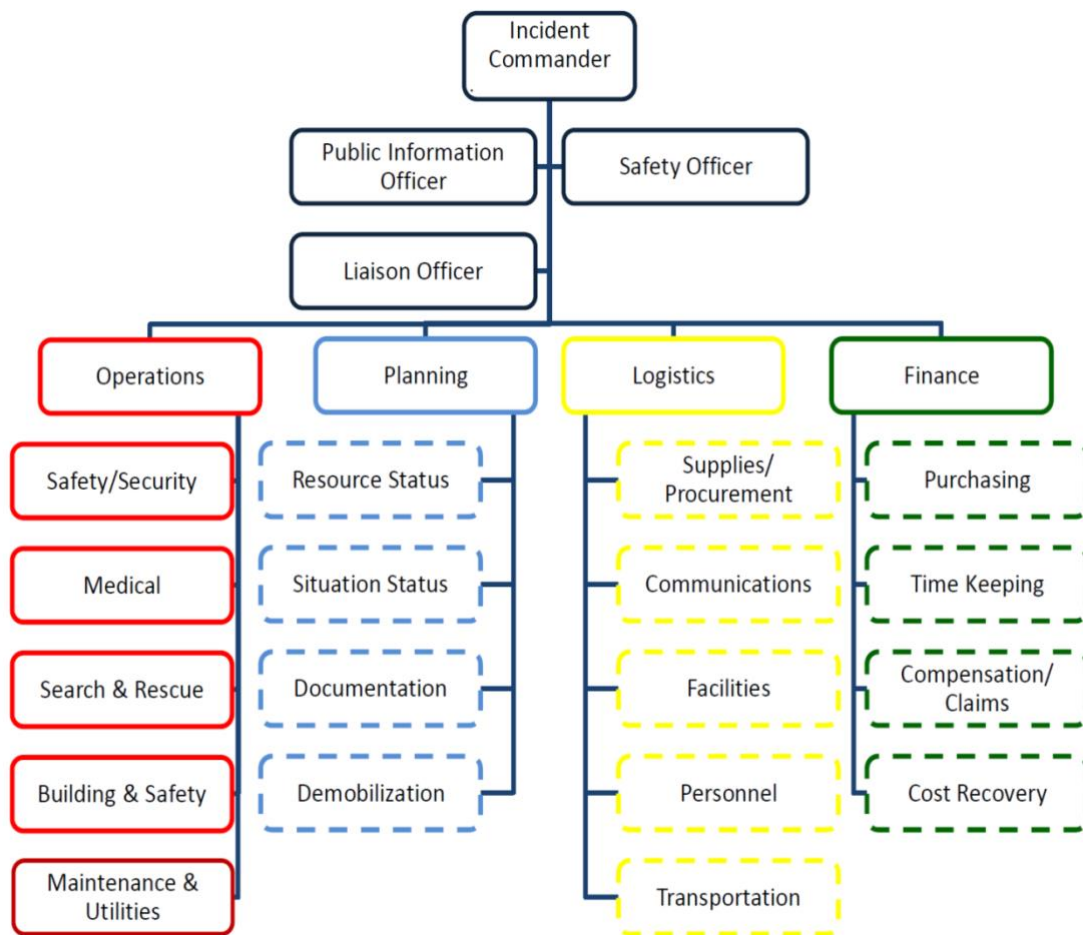 Incident
Commander
.
Public Information
Officer
Safety Officer
Liaison Officer
Operations
Planning
Logistics
Finance
Safety/Security
Resource Status
Supplies/
Procurement
Purchasing
Medical
Situation Status
Communications
Time Keeping
Search & Rescue
Documentation
Facilities
Compensation/
Claims
Building & Safety
Demobilization
Personnel
Cost Recovery
Maintenance &
Utilities
Transportation